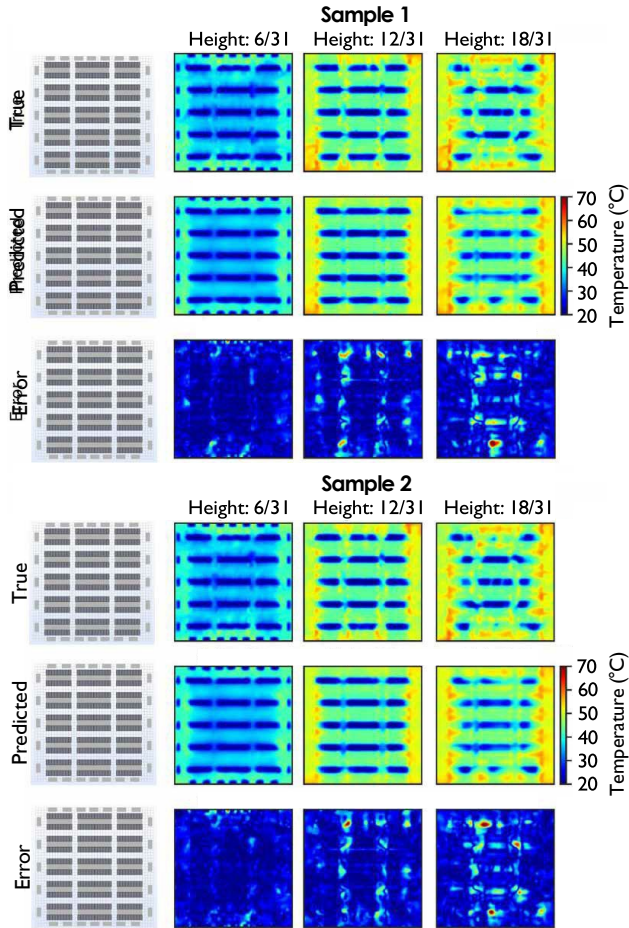 Sample 1
Height: 6/31 Height: 12/31 Height: 18/31
True
Predicted
70
60
50
40
30
20
Temperature (°C)
Error
Sample 2
Height: 6/31 Height: 12/31 Height: 18/31
True
Predicted
70
60
50
40
30
20
Temperature (°C)
Error